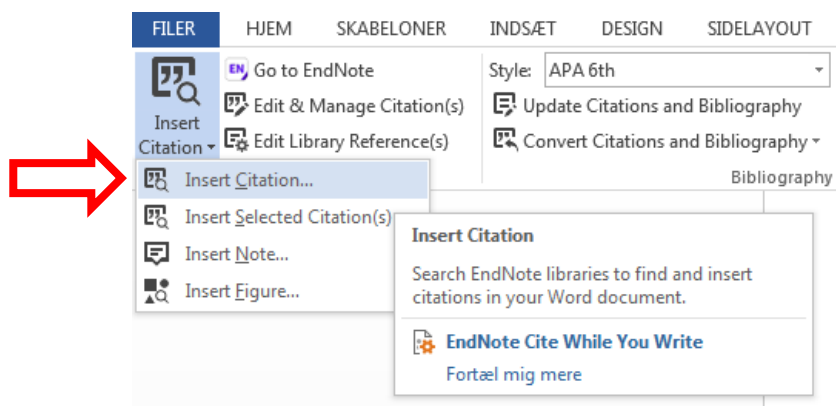 FILER HJEM SKABELONER INDSÆT DESIGN SIDELAYOUT
Insert
Citation
EN Go to EndNote
Edit & Manage Citation(s)
Edit Library Reference(s)
Style: APA 6th
Update Citations and Bibliography
Convert Citations and Bibliography
Bibliography
Insert Citation...
Insert Selected Citation(s)
Insert Note...
Insert Figure...
Insert Citation
Search EndNote libraries to find and insert
citations in your Word document.
EndNote Cite While You Write
Fortæl mig mere